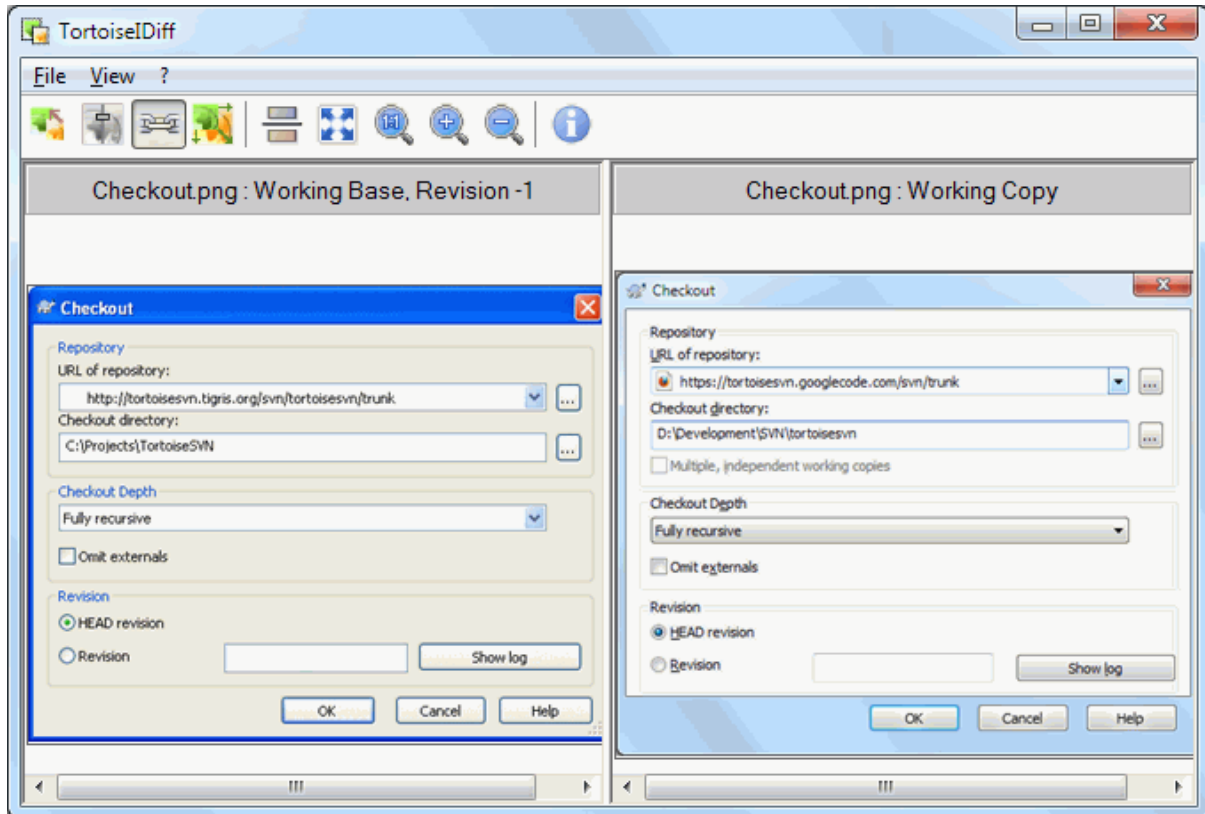 TortoiseIDiff
File View ?
1:1
Checkout.png : Working Base, Revision -1
Checkout
Repository
URL of repository:
http://tortoisesvn.tigris.org/svn/tortoisesvn/trunk
...
Checkout directory:
C:\Projects\TortoiseSVN
...
Checkout Depth
Fully recursive
Omit externals
Revision
HEAD revision
Revision
Show log
OK Cancel Help
Checkout.png : Working Copy
Checkout
Repository
URL of repository:
https://tortoisesvn.googlecode.com/svn/trunk
...
Checkout directory:
D:\Development\SVN\tortoisesvn
...
Multiple, independent working copies
Checkout Depth
Fully recursive
Omit externals
Revision
HEAD revision
Revision
Show log
OK Cancel Help